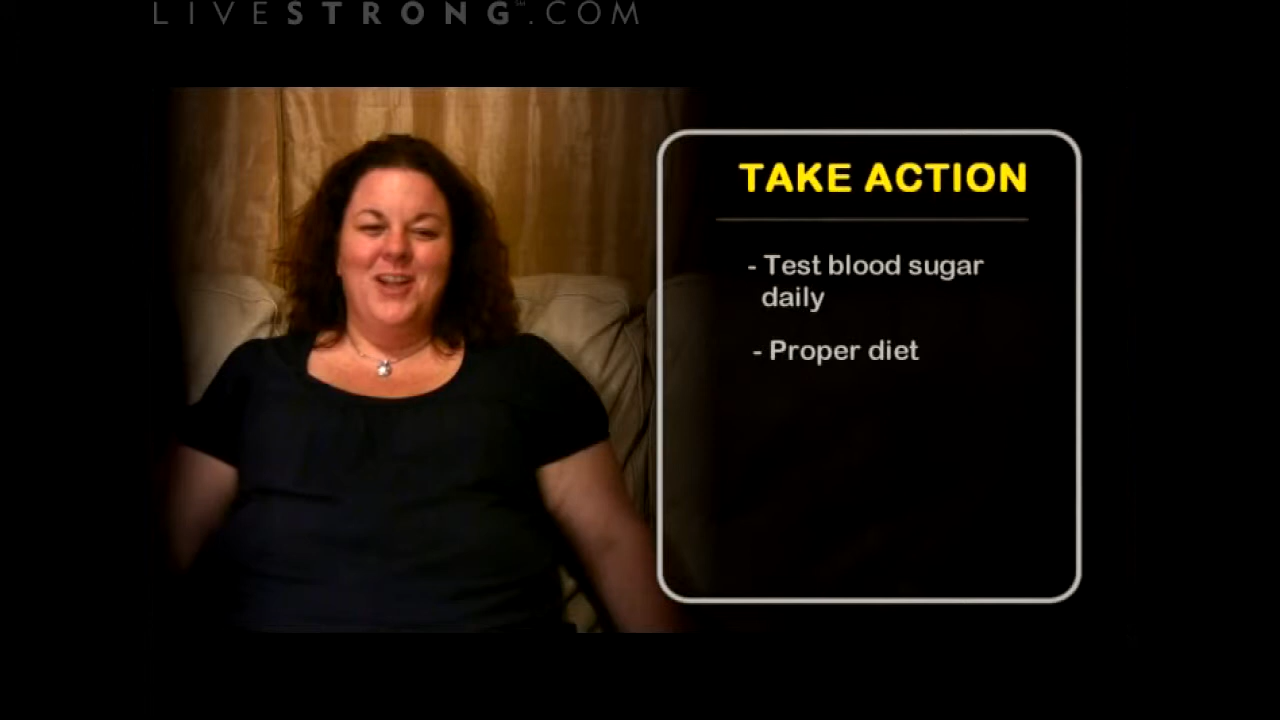 LIVESTRONG.COM
TAKE ACTION
- Test blood sugar
daily
- Proper diet